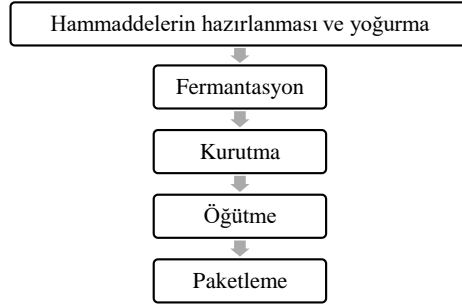 Hammaddelerin hazırlanması ve yoğurma
Fermantasyon
Kurutma
Öğütme
Paketleme